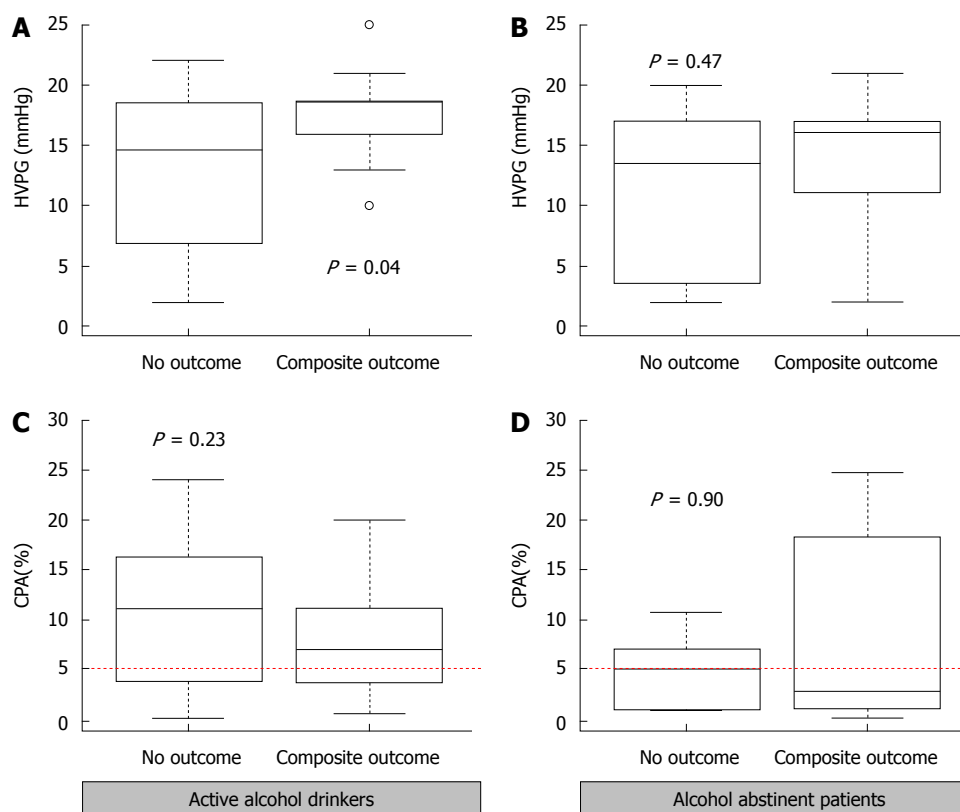 A
HVPG (mmHg)
25
20
15
10
5
0
P = 0.04
No outcome
Composite outcome
B
HVPG (mmHg)
25
20
15
10
5
0
P = 0.47
No outcome
Composite outcome
C
CPA(%)
30
25
20
15
10
5
0
P = 0.23
No outcome
Composite outcome
Active alcohol drinkers
D
CPA(%)
30
25
20
15
10
5
0
P = 0.90
No outcome
Composite outcome
Alcohol abstinent patients